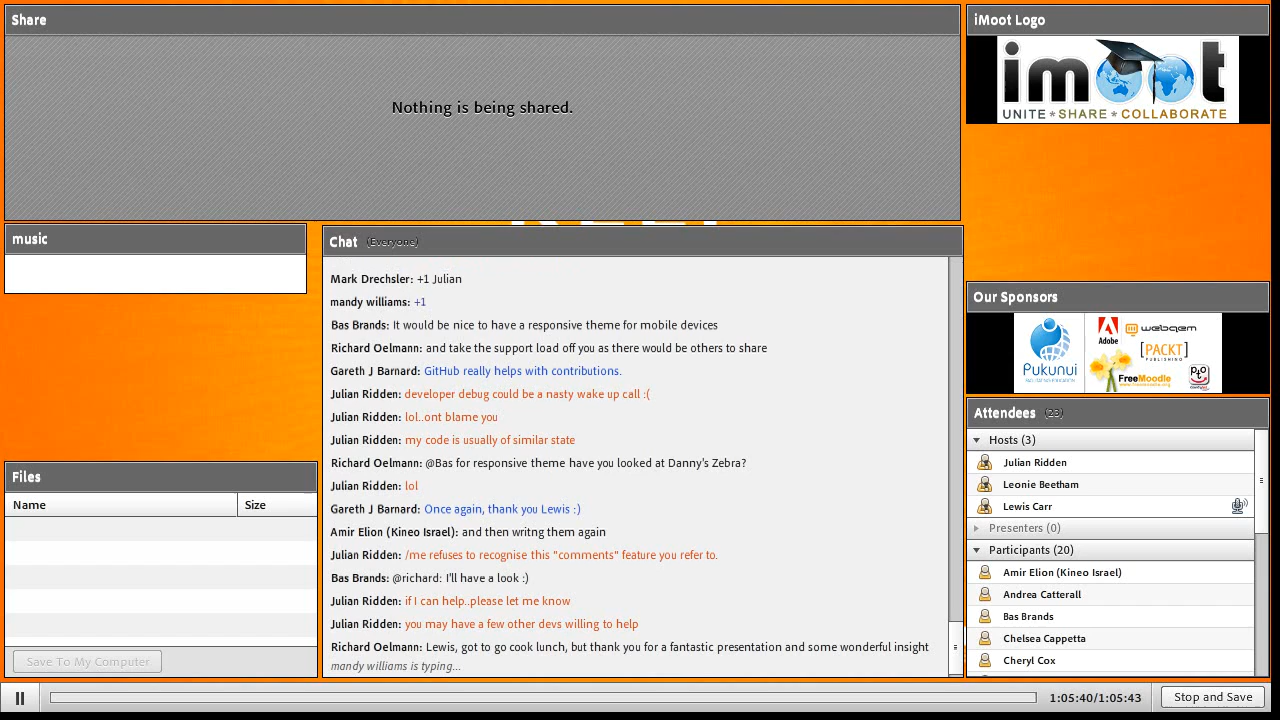 Share
Nothing is being shared.
iMoot Logo
imoot
UNITE * SHARE * COLLABORATE
music
Chat (Everyone)
Mark Drechsler: +1 Julian
mandy williams: +1
Bas Brands: It would be nice to have a responsive theme for mobile devices
Richard Oelmann: and take the support load off you as there would be others to share
Gareth J Barnard: GitHub really helps with contributions.
Julian Ridden: developer debug could be a nasty wake up call :(
Julian Ridden: lol..ont blame you
Julian Ridden: my code is usually of similar state
Richard Oelmann: @Bas for responsive theme have you looked at Danny's Zebra?
Julian Ridden: lol
Gareth J Barnard: Once again, thank you Lewis :)
Amir Elion (Kineo Israel): and then writng them again
Julian Ridden: /me refuses to recognise this "comments" feature you refer to.
Bas Brands: @richard: I'll have a look :)
Julian Ridden: if I can help..please let me know
Julian Ridden: you may have a few other devs willing to help
Richard Oelmann: Lewis, got to go cook lunch, but thank you for a fantastic presentation and some wonderful insight
mandy williams is typing...
Our Sponsors
Pukunui
Adobe
webqem
[PACKT]
PUBLISHING
FreeMoodle
Attendees (23)
Hosts (3)
Julian Ridden
Leonie Beetham
Lewis Carr
Presenters (0)
Participants (20)
Amir Elion (Kineo Israel)
Andrea Catterall
Bas Brands
Chelsea Cappetta
Cheryl Cox
Files
Name Size
Save To My Computer
1:05:40/1:05:43
Stop and Save